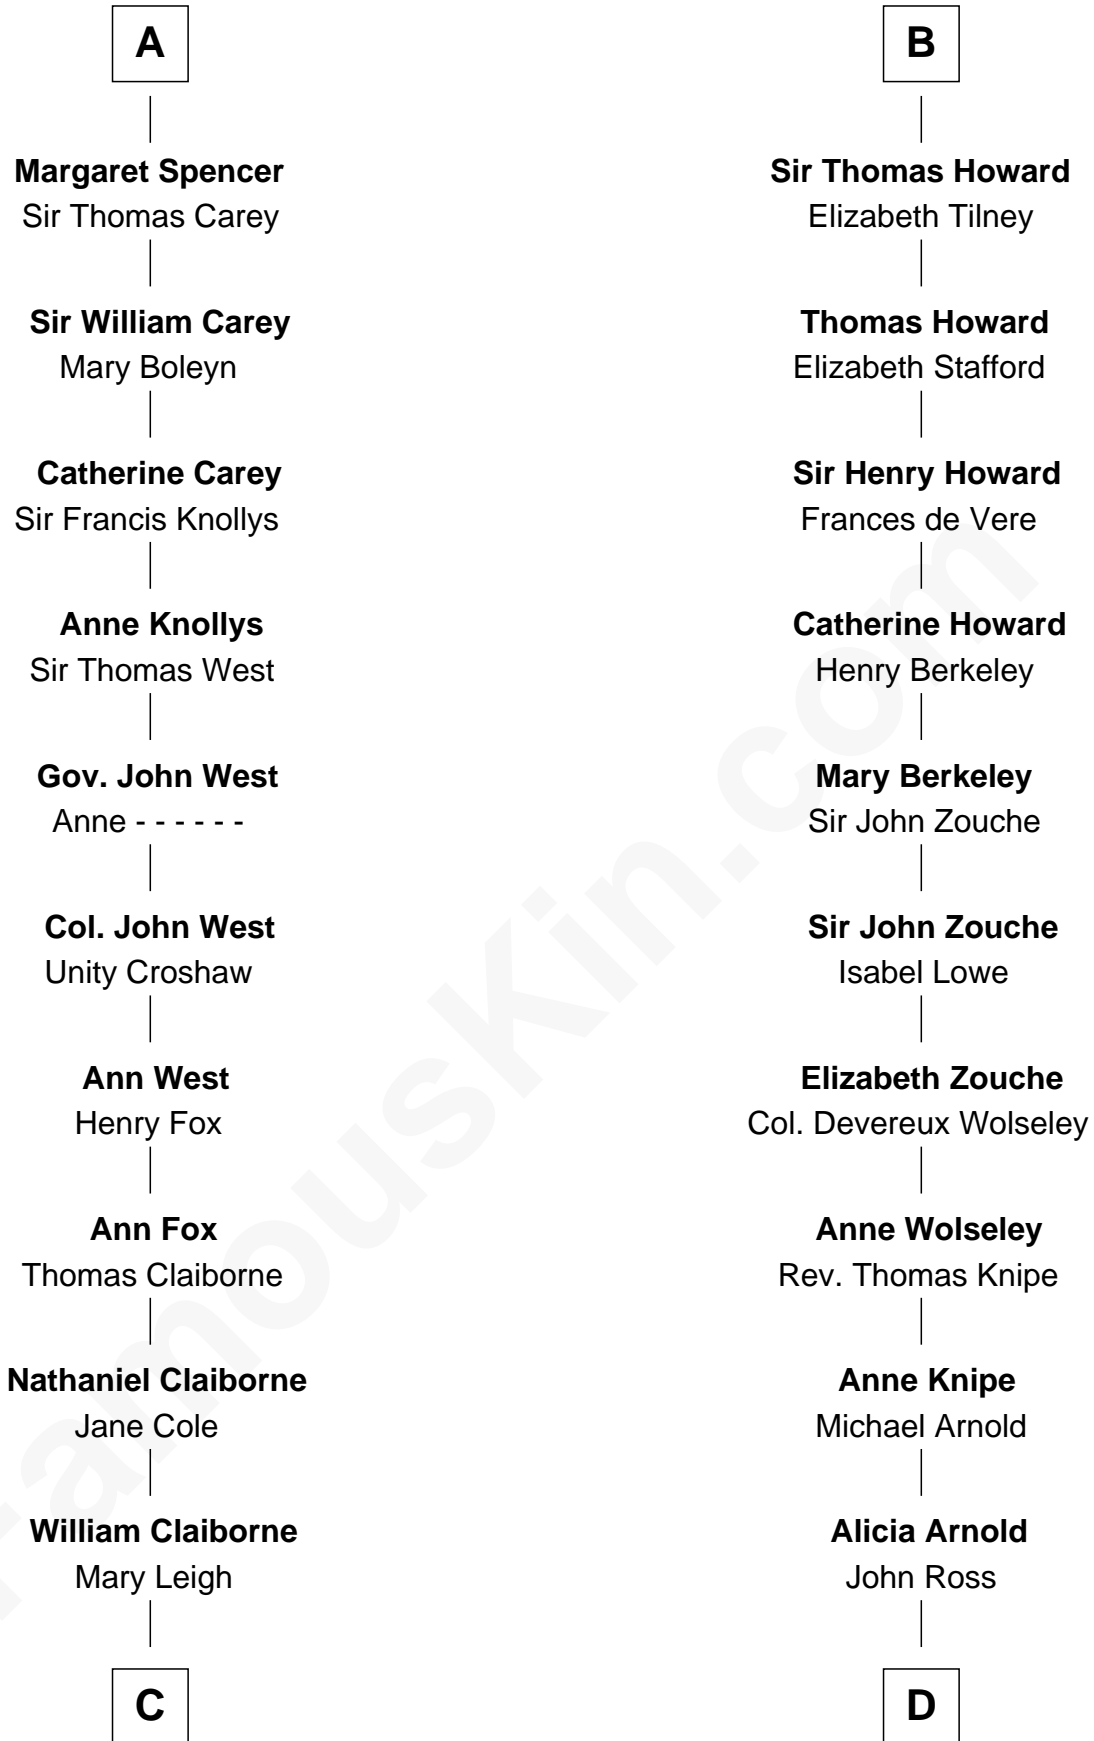 A
Margaret Spencer
Sir Thomas Carey
Sir William Carey
Mary Boleyn
Catherine Carey
Sir Francis Knollys
Anne Knollys
Sir Thomas West
Gov. John West
Anne - - - - - -
Col. John West
Unity Croshaw
Ann West
Henry Fox
Ann Fox
Thomas Claiborne
Nathaniel Claiborne
Jane Cole
William Claiborne
Mary Leigh
C
B
Sir Thomas Howard
Elizabeth Tilney
Thomas Howard
Elizabeth Stafford
Sir Henry Howard
Frances de Vere
Catherine Howard
Henry Berkeley
Mary Berkeley
Sir John Zouche
Sir John Zouche
Isabel Lowe
Elizabeth Zouche
Col. Devereux Wolseley
Anne Wolseley
Rev. Thomas Knipe
Anne Knipe
Michael Arnold
Alicia Arnold
John Ross
D
FamousKin.com